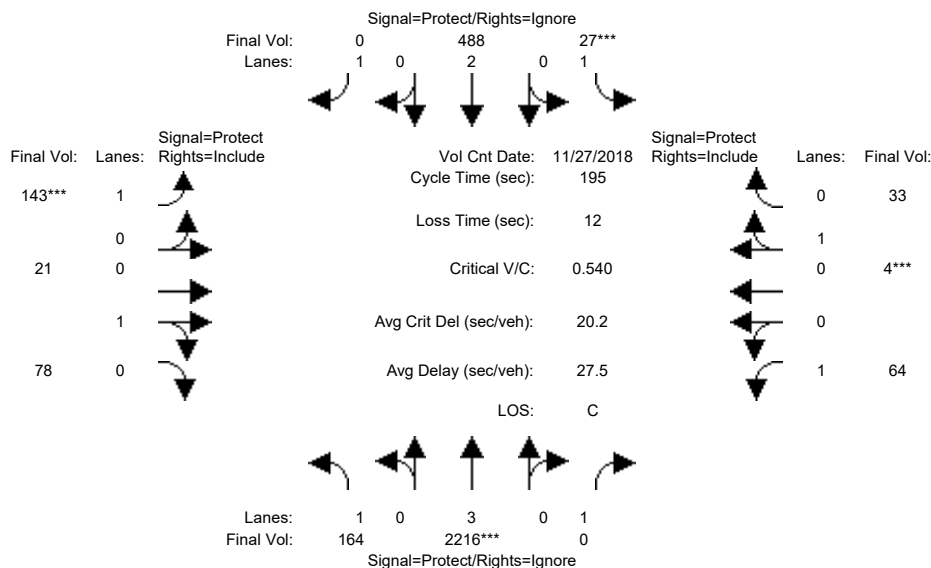 Signal=Protect/Rights=Ignore
Final Vol: 0 488 27***
Lanes: 1 0 2 0 1
Signal=Protect Signal=Protect
Final Vol: Lanes: Rights=Include Vol Cnt Date: 11/27/2018 Rights=Include Lanes: Final Vol:
Cycle Time (sec): 195
143*** 1 0 33
Loss Time (sec): 12
0 1
21 0 Critical V/C: 0.540 0 4***
1 Avg Crit Del (sec/veh): 20.2 0
78 0 Avg Delay (sec/veh): 27.5 1 64
LOS: C
Lanes: 1 0 3 0 1
Final Vol: 164 2216*** 0
Signal=Protect/Rights=Ignore